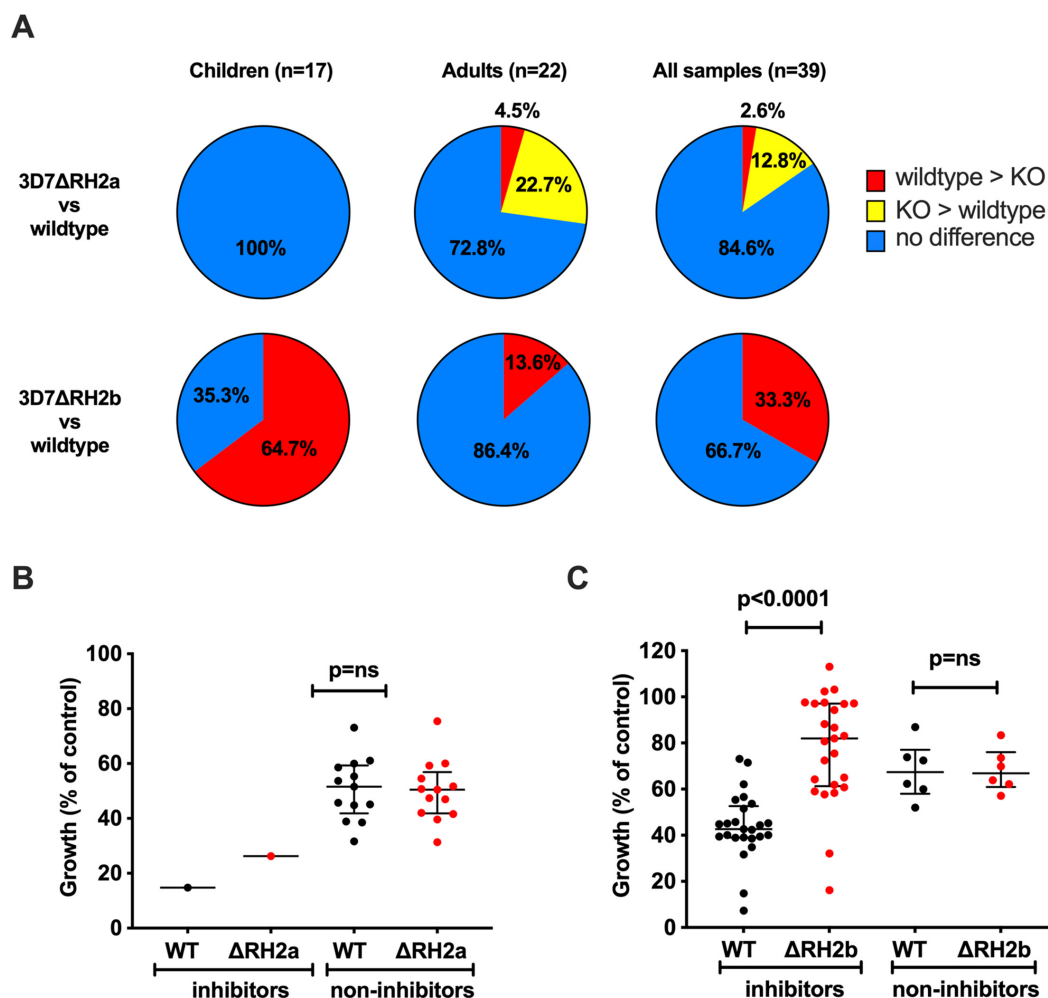 A
Children (n=17) Adults (n=22) All samples (n=39)
3D7ΔRH2a
vs
wildtype
100%
4.5%
22.7%
72.8%
2.6%
12.8%
84.6%
wildtype > KO
KO > wildtype
no difference
3D7ΔRH2b
vs
wildtype
35.3%
64.7%
13.6%
86.4%
33.3%
66.7%
B
Growth (% of control)
100
80
60
40
20
0
p=ns
WT ΔRH2a WT ΔRH2a
inhibitors non-inhibitors
C
Growth (% of control)
120
100
80
60
40
20
0
p<0.0001
p=ns
WT ΔRH2b WT ΔRH2b
inhibitors non-inhibitors